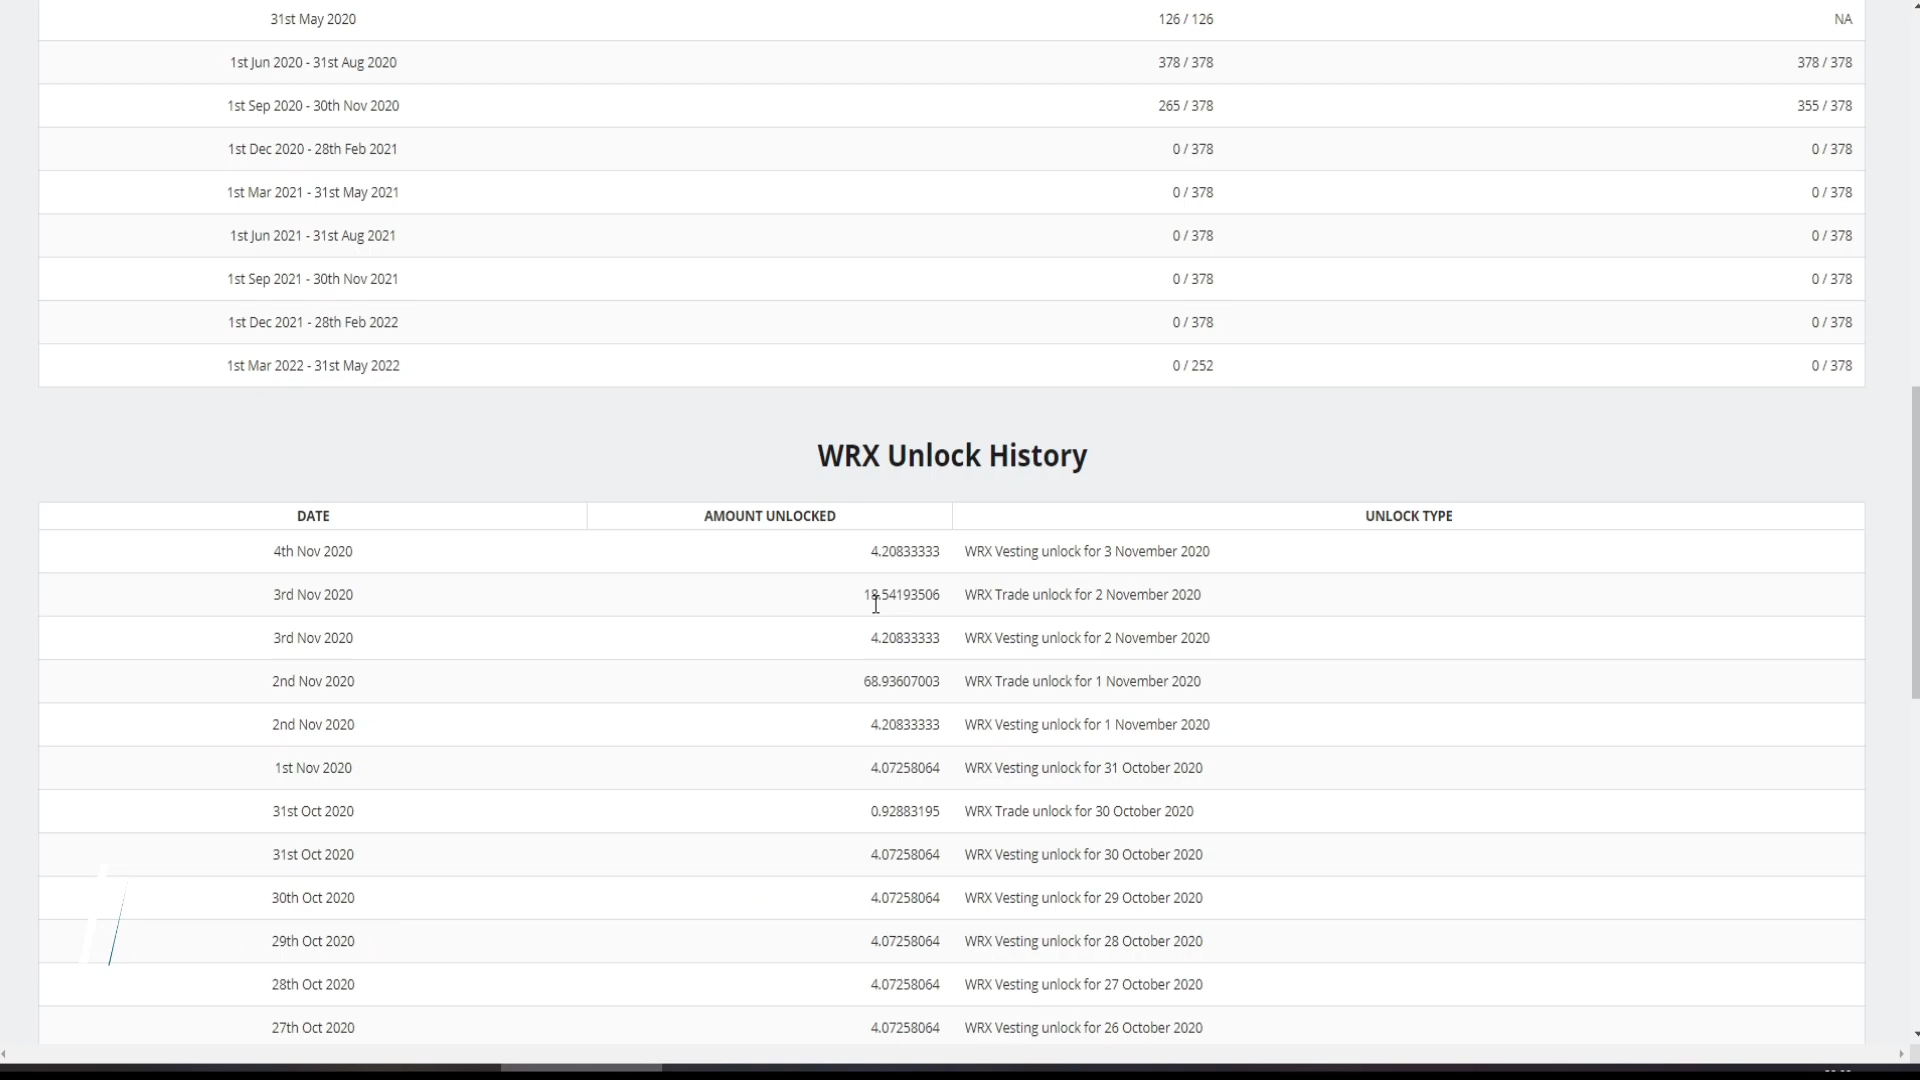 31st May 2020 126 / 126 NA
1st Jun 2020 - 31st Aug 2020 378 / 378 378 / 378
1st Sep 2020 - 30th Nov 2020 265 / 378 355 / 378
1st Dec 2020 - 28th Feb 2021 0 / 378 0 / 378
1st Mar 2021 - 31st May 2021 0 / 378 0 / 378
1st Jun 2021 - 31st Aug 2021 0 / 378 0 / 378
1st Sep 2021 - 30th Nov 2021 0 / 378 0 / 378
1st Dec 2021 - 28th Feb 2022 0 / 378 0 / 378
1st Mar 2022 - 31st May 2022 0 / 252 0 / 378
WRX Unlock History
DATE AMOUNT UNLOCKED UNLOCK TYPE
4th Nov 2020 4.20833333 WRX Vesting unlock for 3 November 2020
3rd Nov 2020 18.54193506 WRX Trade unlock for 2 November 2020
3rd Nov 2020 4.20833333 WRX Vesting unlock for 2 November 2020
2nd Nov 2020 68.93607003 WRX Trade unlock for 1 November 2020
2nd Nov 2020 4.20833333 WRX Vesting unlock for 1 November 2020
1st Nov 2020 4.07258064 WRX Vesting unlock for 31 October 2020
31st Oct 2020 0.92883195 WRX Trade unlock for 30 October 2020
31st Oct 2020 4.07258064 WRX Vesting unlock for 30 October 2020
30th Oct 2020 4.07258064 WRX Vesting unlock for 29 October 2020
29th Oct 2020 4.07258064 WRX Vesting unlock for 28 October 2020
28th Oct 2020 4.07258064 WRX Vesting unlock for 27 October 2020
27th Oct 2020 4.07258064 WRX Vesting unlock for 26 October 2020